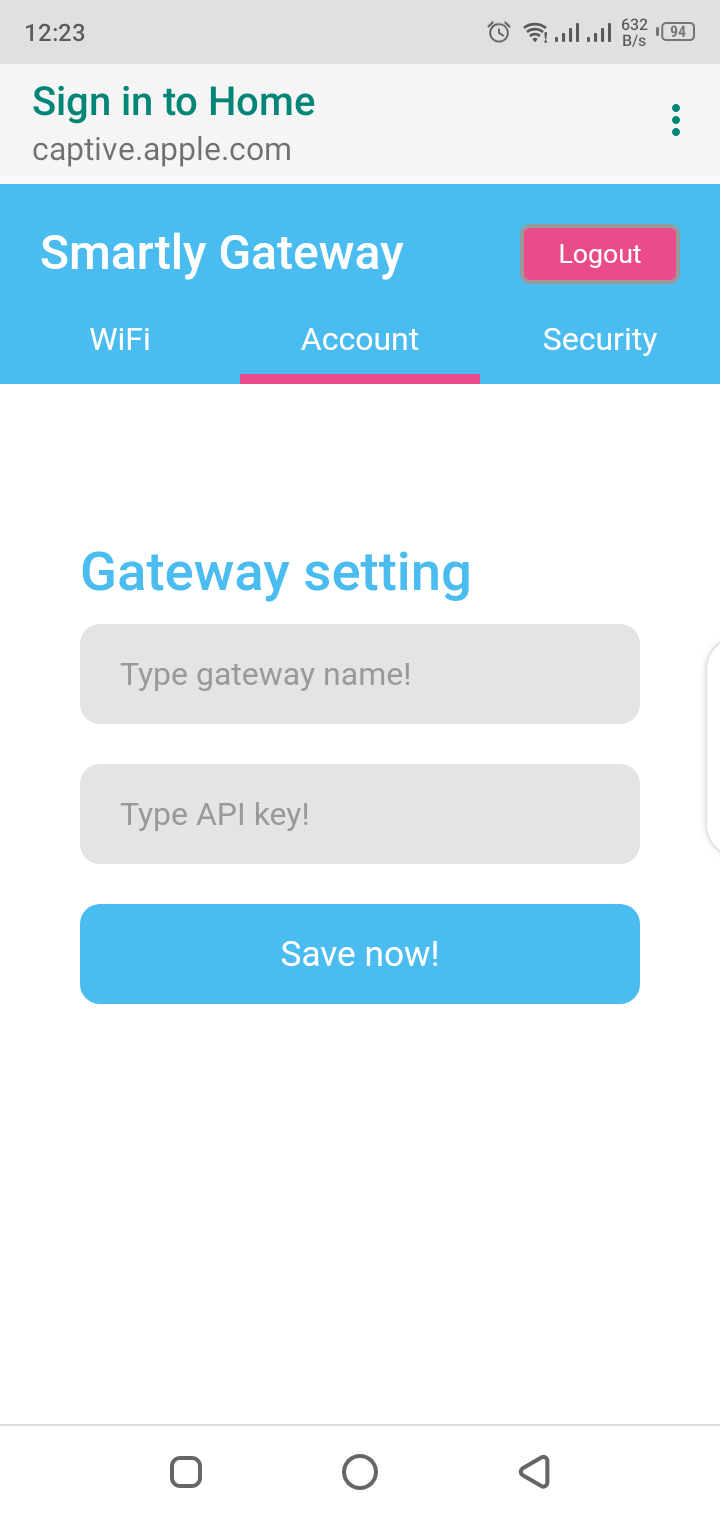 12:23
632
B/s
94
Sign in to Home
captive.apple.com
Smartly Gateway
Logout
WiFi
Account
Security
Gateway setting
Type gateway name!
Type API key!
Save now!